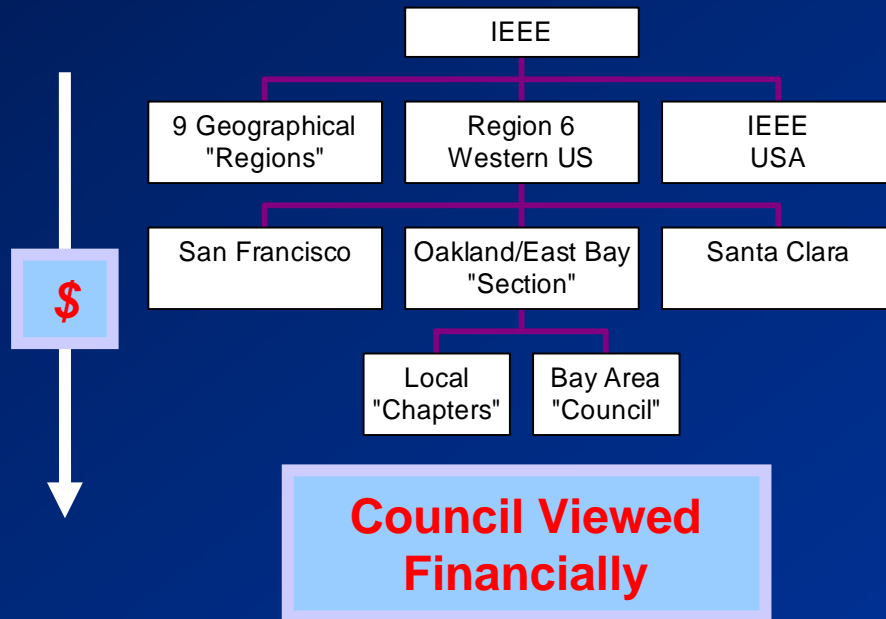 IEEE
9 Geographical
"Regions"
Region 6
Western US
IEEE
USA
San Francisco
Oakland/East Bay
"Section"
Santa Clara
$
Local
"Chapters"
Bay Area
"Council"
Council Viewed
Financially